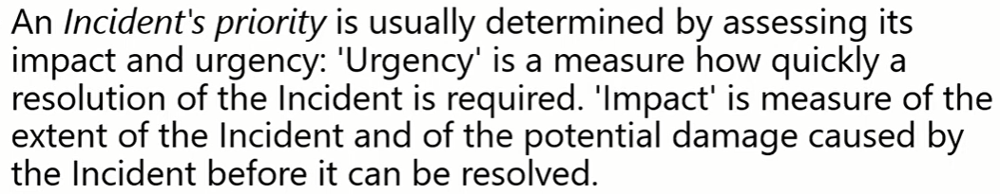 An Incident's priority is usually determined by assessing its
impact and urgency: 'Urgency' is a measure how quickly a
resolution of the Incident is required. 'Impact' is measure of the
extent of the Incident and of the potential damage caused by
the Incident before it can be resolved.